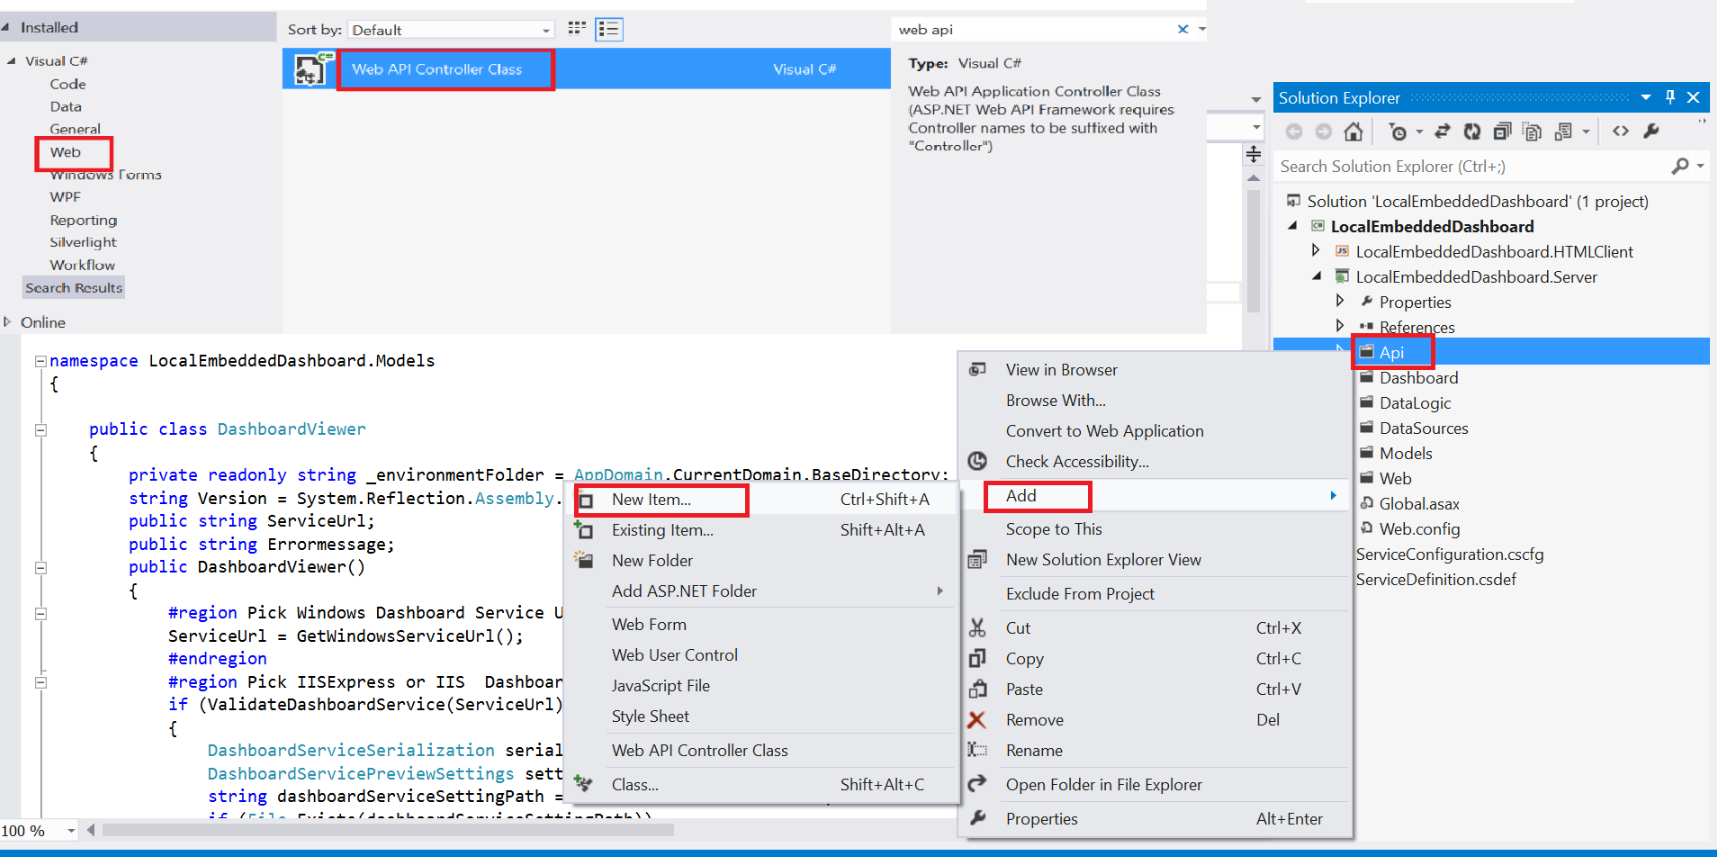 Installed
Sort by: Default
web api
Visual C#
Code
Data
General
Web
Windows Forms
WPF
Reporting
Silverlight
Workflow
Search Results
Online
Web API Controller Class
Visual C#
Type: Visual C#
Web API Application Controller Class
(ASP.NET Web API Framework requires
Controller names to be suffixed with
"Controller")
Solution Explorer
Search Solution Explorer (Ctrl+;)
Solution 'LocalEmbeddedDashboard' (1 project)
LocalEmbeddedDashboard
LocalEmbeddedDashboard.HTMLClient
LocalEmbeddedDashboard.Server
Properties
References
Api
Dashboard
DataLogic
DataSources
Models
Web
Global.asax
Web.config
ServiceConfiguration.cscfg
ServiceDefinition.csdef
namespace LocalEmbeddedDashboard.Models
{
public class DashboardViewer
{
private readonly string _environmentFolder = AppDomain.CurrentDomain.BaseDirectory;
string Version = System.Reflection.Assembly.
public string ServiceUrl;
public string Errormessage;
public DashboardViewer()
{
#region Pick Windows Dashboard Service U
ServiceUrl = GetWindowsServiceUrl();
#endregion
#region Pick IISExpress or IIS  Dashboar
if (ValidateDashboardService(ServiceUrl)
{
DashboardServiceSerialization serial
DashboardServicePreviewSettings sett
string dashboardServiceSettingPath =
if (File.Exists(dashboardServiceSettingPath))
100 %
New Item... Ctrl+Shift+A
Existing Item... Shift+Alt+A
New Folder
Add ASP.NET Folder
Web Form
Web User Control
JavaScript File
Style Sheet
Web API Controller Class
Class... Shift+Alt+C
View in Browser
Browse With...
Convert to Web Application
Check Accessibility...
Add
Scope to This
New Solution Explorer View
Exclude From Project
Cut Ctrl+X
Copy Ctrl+C
Paste Ctrl+V
Remove Del
Rename
Open Folder in File Explorer
Properties Alt+Enter